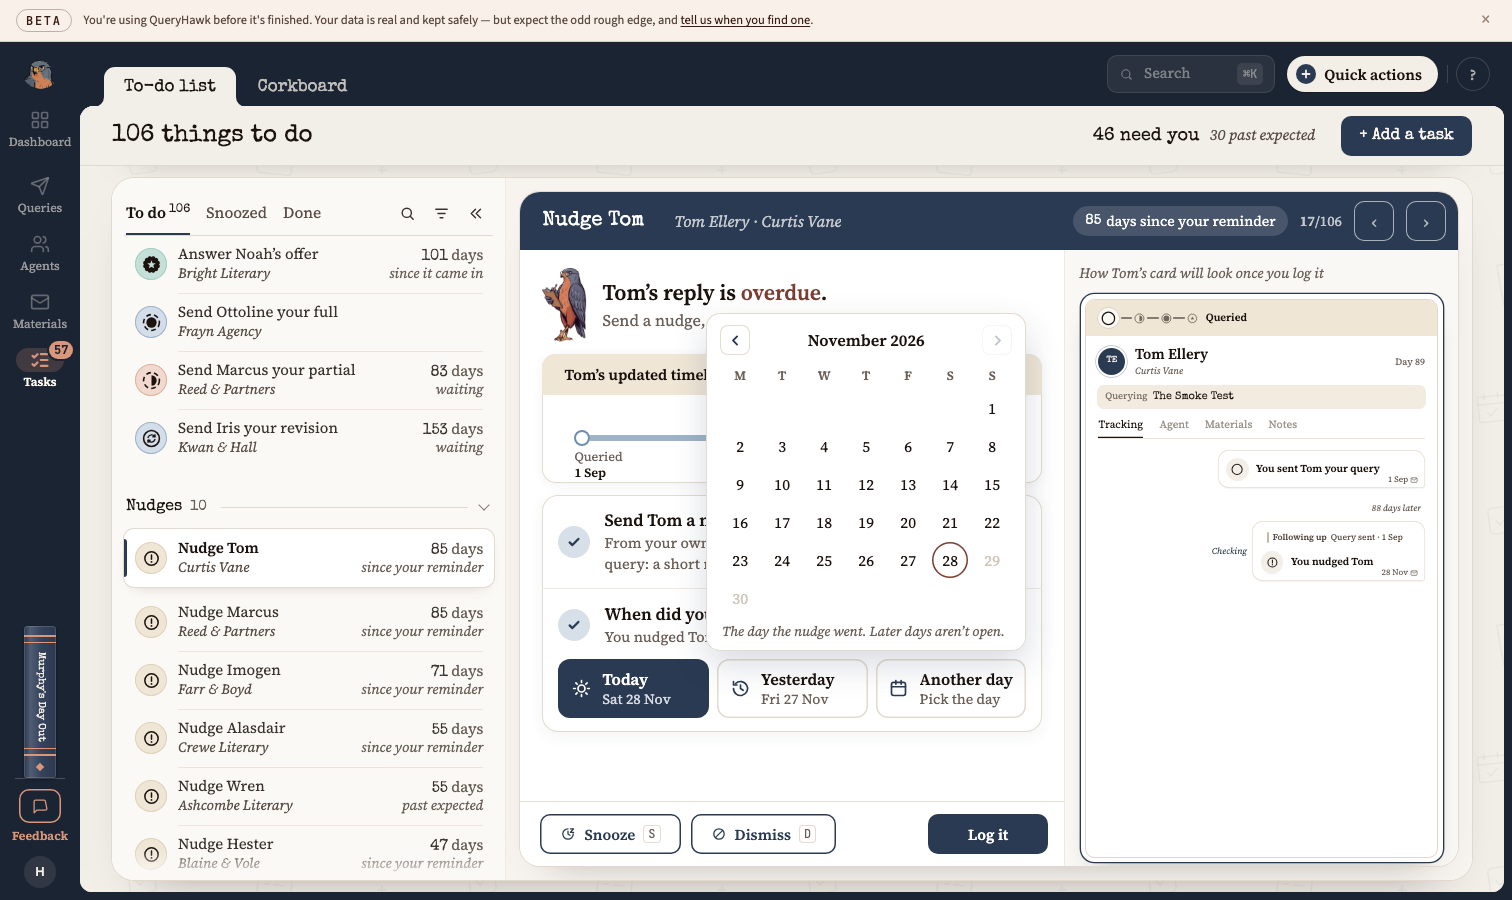 BETA You're using QueryHawk before it's finished. Your data is real and kept safely — but expect the odd rough edge, and tell us when you find one. ×
To-do list Corkboard Search ⌘K + Quick actions ?
Dashboard
Queries
Agents
Materials
57
Tasks
Murphy's Day Out
Feedback
H
106 things to do 46 need you 30 past expected + Add a task
To do 106 Snoozed Done
Answer Noah's offer 101 days
Bright Literary since it came in
Send Ottoline your full
Frayn Agency
Send Marcus your partial 83 days
Reed & Partners waiting
Send Iris your revision 153 days
Kwan & Hall waiting
Nudges 10
Nudge Tom 85 days
Curtis Vane since your reminder
Nudge Marcus 85 days
Reed & Partners since your reminder
Nudge Imogen 71 days
Farr & Boyd since your reminder
Nudge Alasdair 55 days
Crewe Literary since your reminder
Nudge Wren 55 days
Ashcombe Literary past expected
Nudge Hester 47 days
Blaine & Vole since your reminder
Nudge Tom Tom Ellery · Curtis Vane 85 days since your reminder 17/106 ‹ ›
Tom's reply is overdue.
Send a nudge,
Tom's updated timel
Queried
1 Sep
Send Tom a n
From your own
query: a short
When did you
You nudged To
November 2026
M T W T F S S
1
2 3 4 5 6 7 8
9 10 11 12 13 14 15
16 17 18 19 20 21 22
23 24 25 26 27 28 29
30
The day the nudge went. Later days aren't open.
Today Yesterday Another day
Sat 28 Nov Fri 27 Nov Pick the day
Snooze S Dismiss D Log it
How Tom's card will look once you log it
Queried
TE Tom Ellery Day 89
Curtis Vane
Querying The Smoke Test
Tracking Agent Materials Notes
You sent Tom your query
1 Sep
88 days later
Following up Query sent · 1 Sep
Checking
You nudged Tom
28 Nov